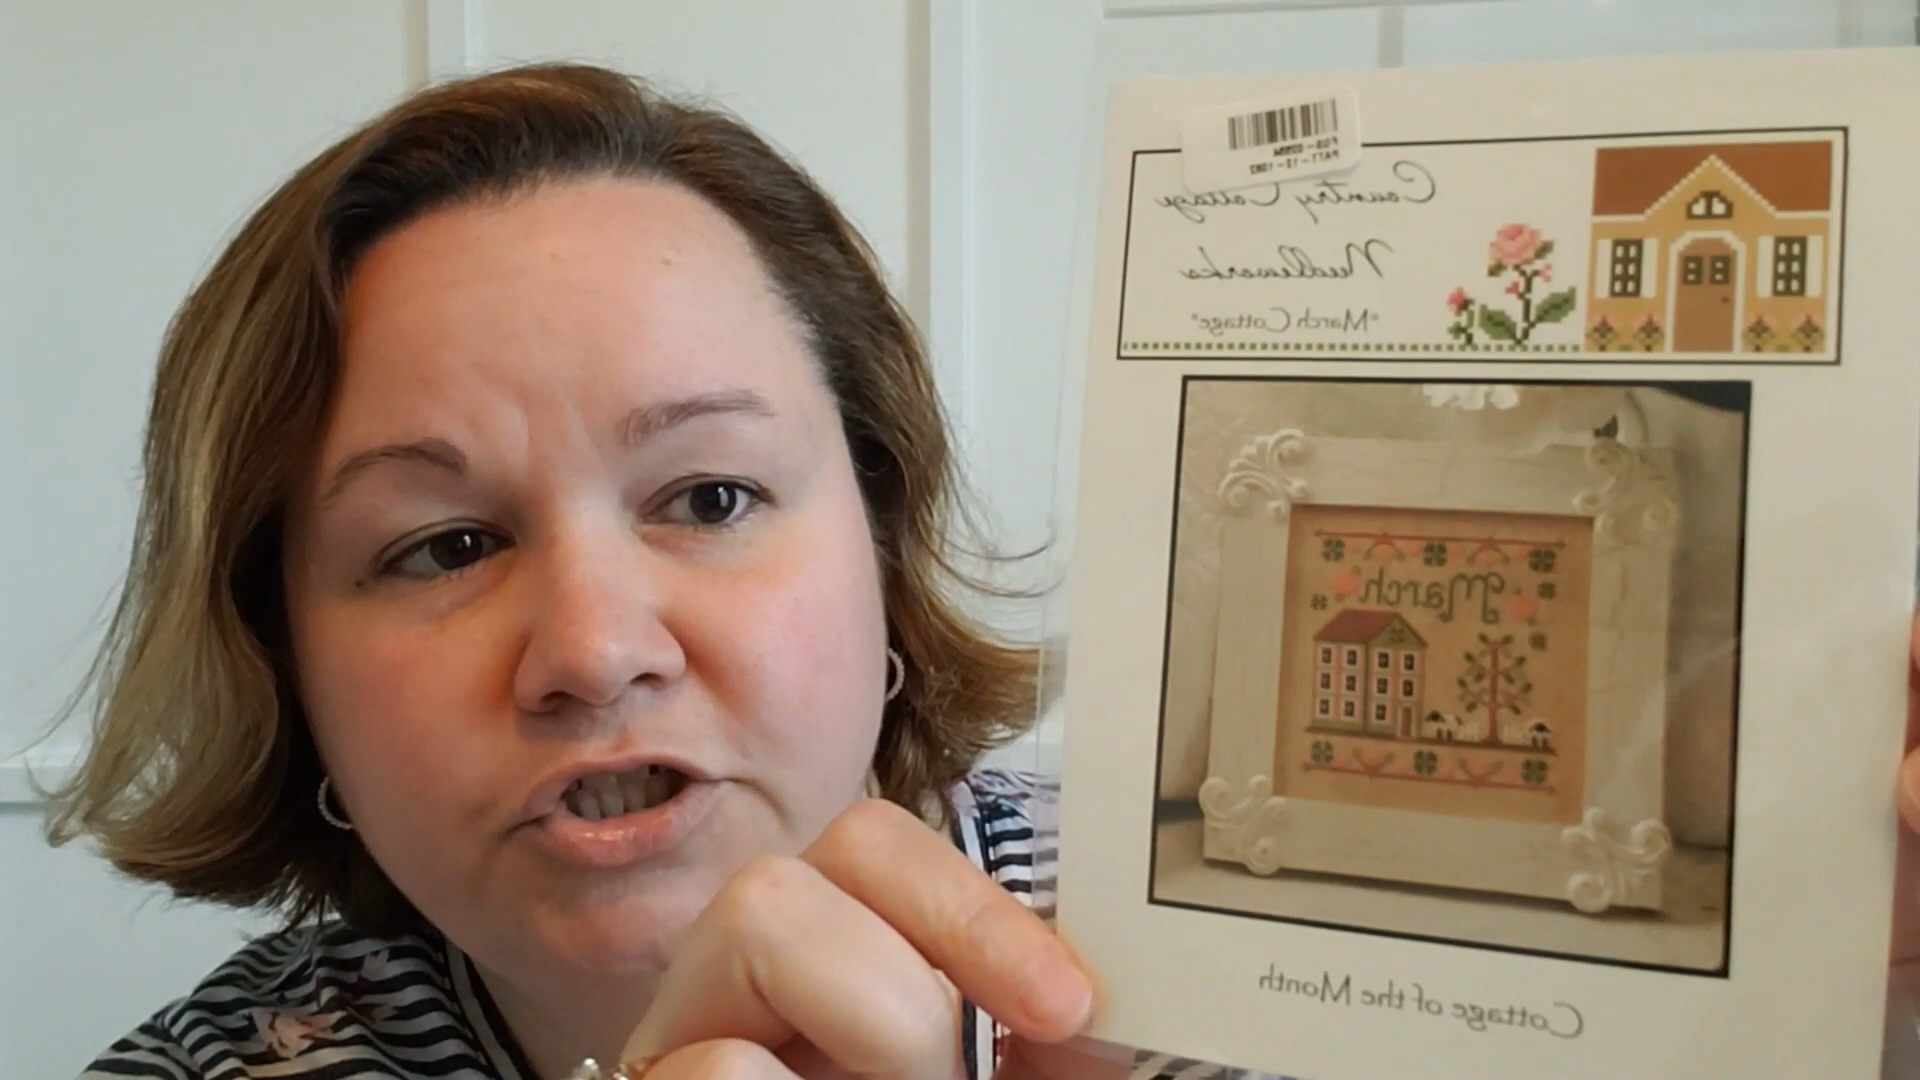 Country Cottage
Needleworks
"March Cottage"
March
Cottage of the Month